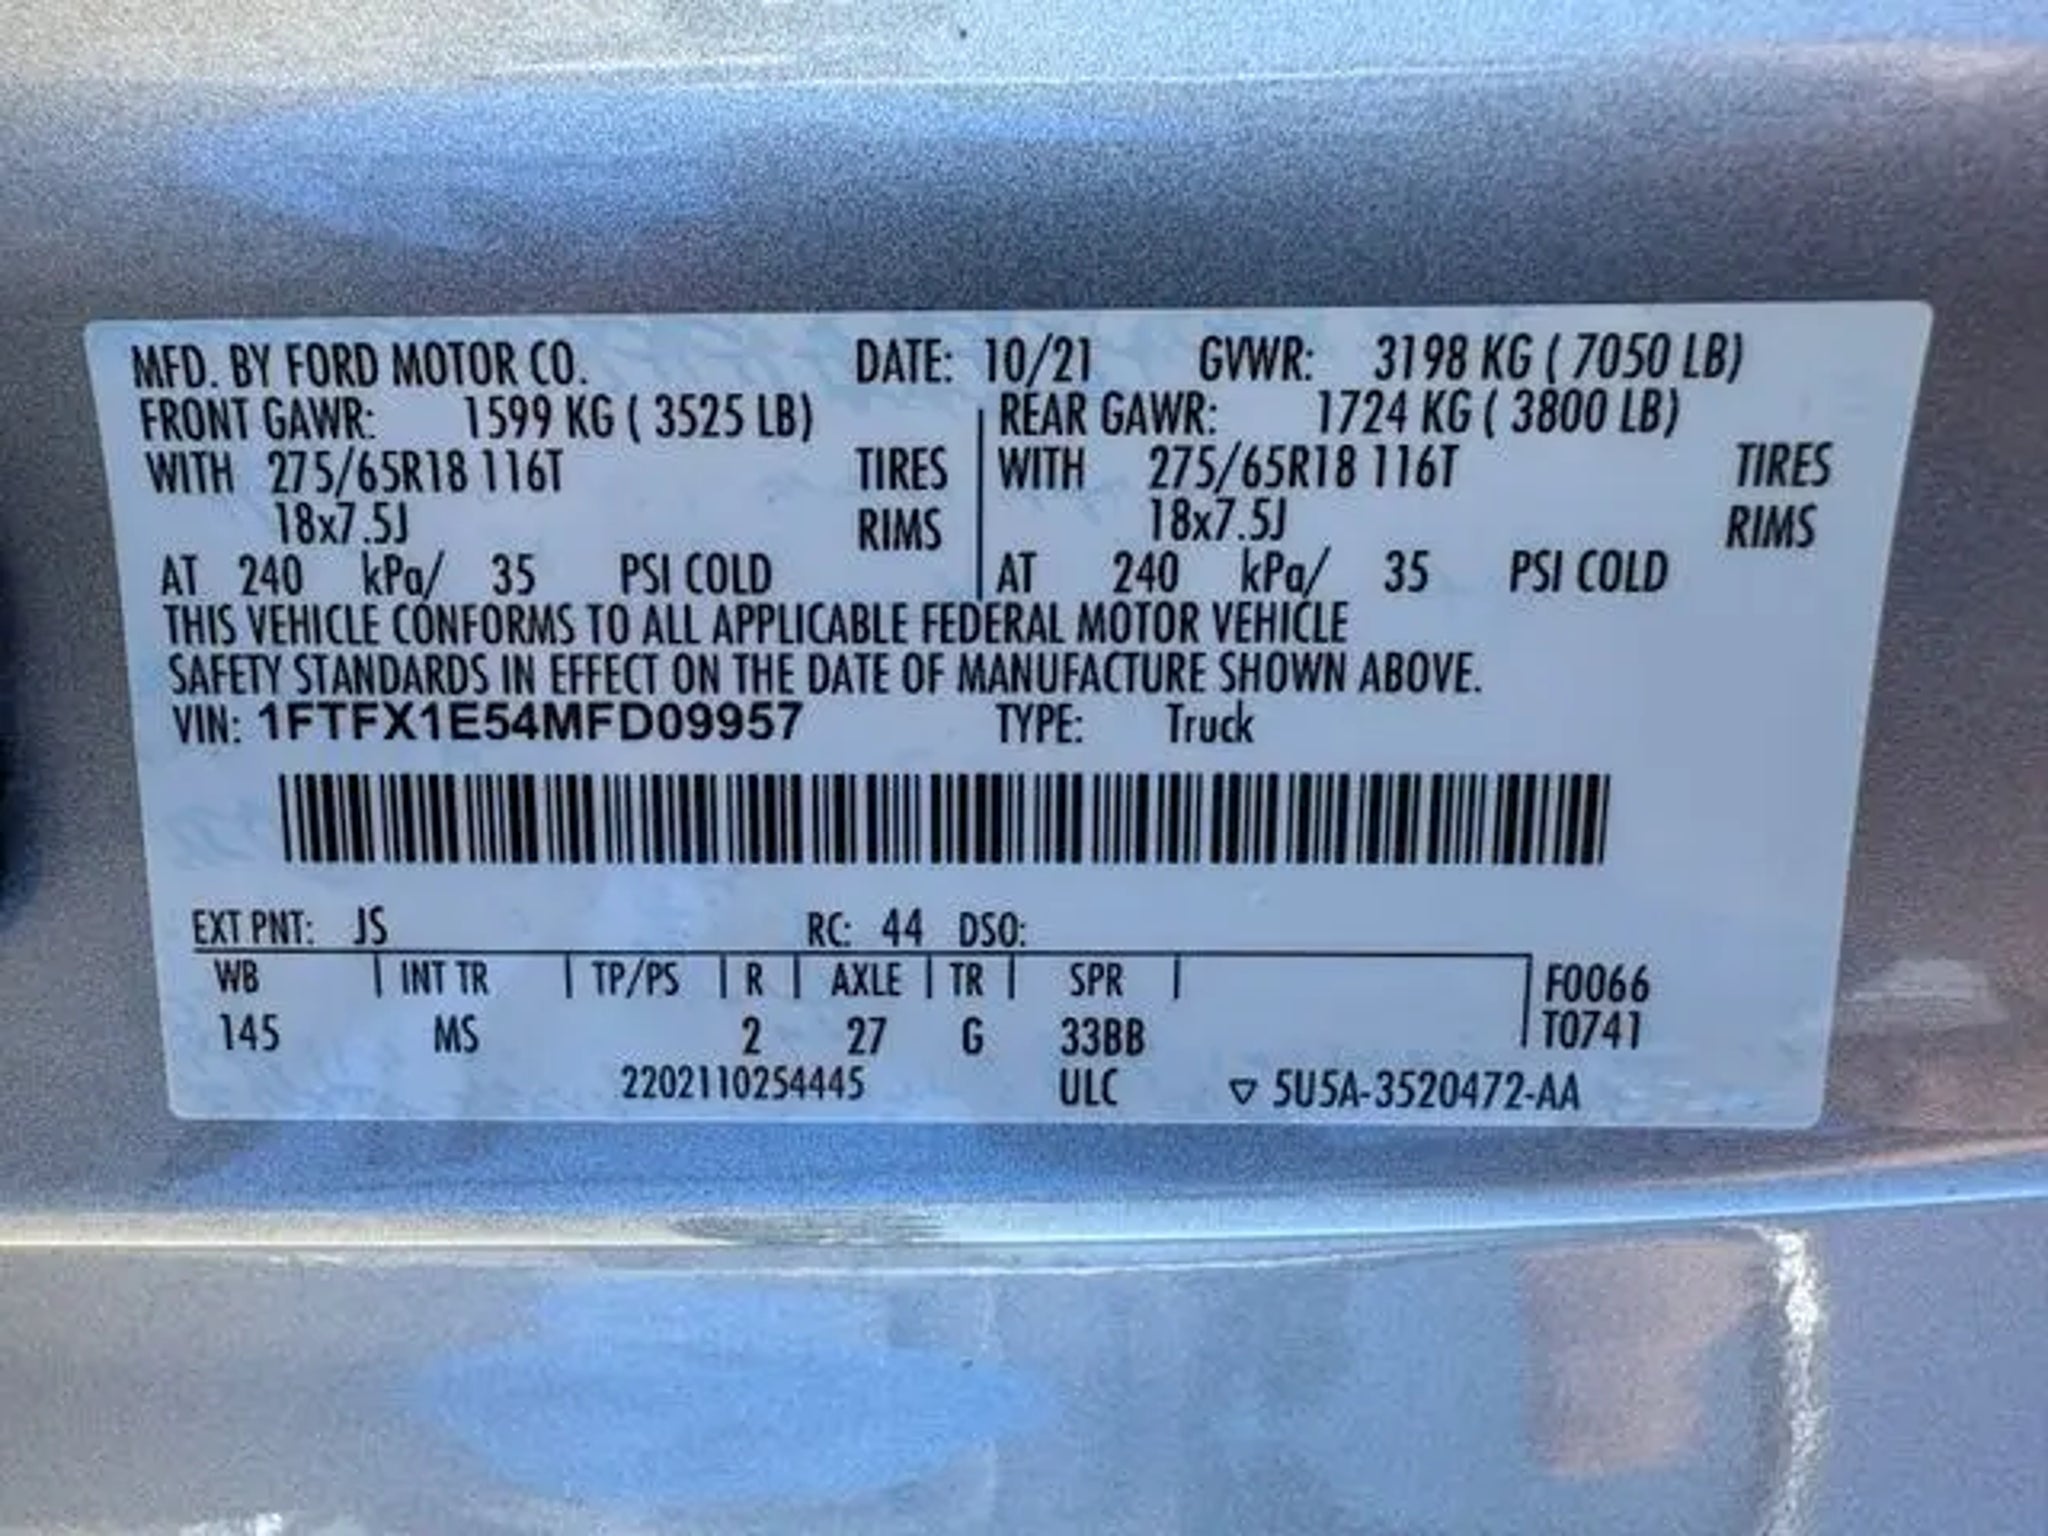 MFD. BY FORD MOTOR CO. DATE: 10/21 GVWR: 3198 KG ( 7050 LB)
FRONT GAWR: 1599 KG ( 3525 LB) REAR GAWR: 1724 KG ( 3800 LB)
WITH 275/65R18 116T TIRES WITH 275/65R18 116T TIRES
18x7.5J RIMS 18x7.5J RIMS
AT 240 kPa/ 35 PSI COLD AT 240 kPa/ 35 PSI COLD
THIS VEHICLE CONFORMS TO ALL APPLICABLE FEDERAL MOTOR VEHICLE
SAFETY STANDARDS IN EFFECT ON THE DATE OF MANUFACTURE SHOWN ABOVE.
VIN: 1FTFX1E54MFD09957 TYPE: Truck
EXT PNT: JS RC: 44 DSO:
WB INT TR TP/PS R AXLE TR SPR F0066
145 MS 2 27 G 33BB T0741
2202110254445 ULC ▽ 5U5A-3520472-AA